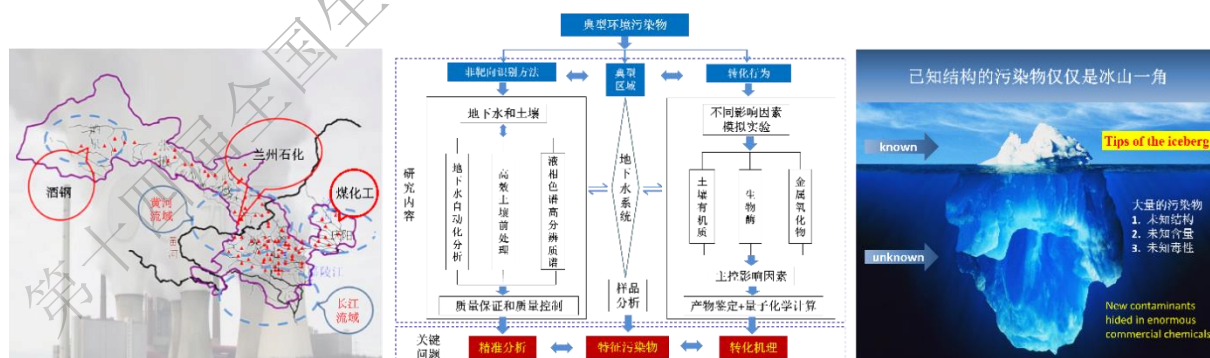 第十四届全国生
酒钢
兰州石化
煤化工
黄河
流域
长江
流域
典型环境污染物
非靶向识别方法
典型
区域
转化行为
研究内容
地下水和土壤
地下水自动化分析
高效土壤前处理
液相色谱高分辨质谱
质量保证和质量控制
地下水系统
样品
分析
不同影响因素
模拟实验
土壤有机质
生物酶
金属氧化物
主控影响因素
产物鉴定+量子化学计算
关键
问题
精准分析
特征污染物
转化机理
已知结构的污染物仅仅是冰山一角
known
Tips of the iceberg
unknown
大量的污染物
1. 未知结构
2. 未知含量
3. 未知毒性
New contaminants
hided in enormous
commercial chemicals